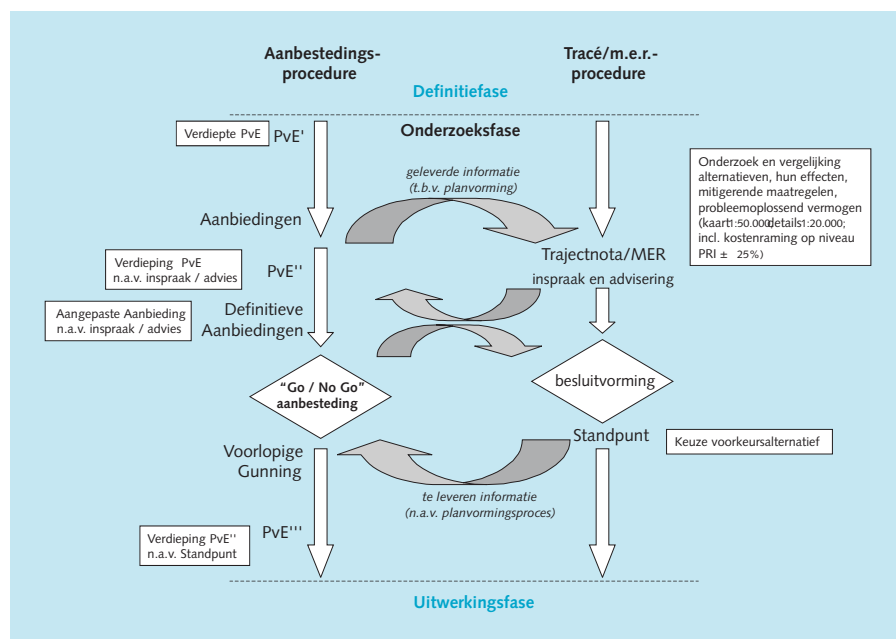 Aanbestedings-
procedure
Tracé/m.e.r.-
procedure
Definitiefase
Onderzoeksfase
Verdiepte PvE
PvE'
geleverde informatie
(t.b.v. planvorming)
Onderzoek en vergelijking
alternatieven, hun effecten,
mitigerende maatregelen,
probleemoplossend vermogen
(kaart1:50.000;details1:20.000;
incl. kostenraming op niveau
PRI ± 25%)
Aanbiedingen
Trajectnota/MER
inspraak en advisering
Verdieping PvE
n.a.v. inspraak / advies
PvE''
Aangepaste Aanbieding
n.a.v. inspraak / advies
Definitieve
Aanbiedingen
"Go / No Go"
aanbesteding
besluitvorming
Standpunt
Keuze voorkeursalternatief
Voorlopige
Gunning
te leveren informatie
(n.a.v. planvormingsproces)
PvE'''
Verdieping PvE''
n.a.v. Standpunt
Uitwerkingsfase